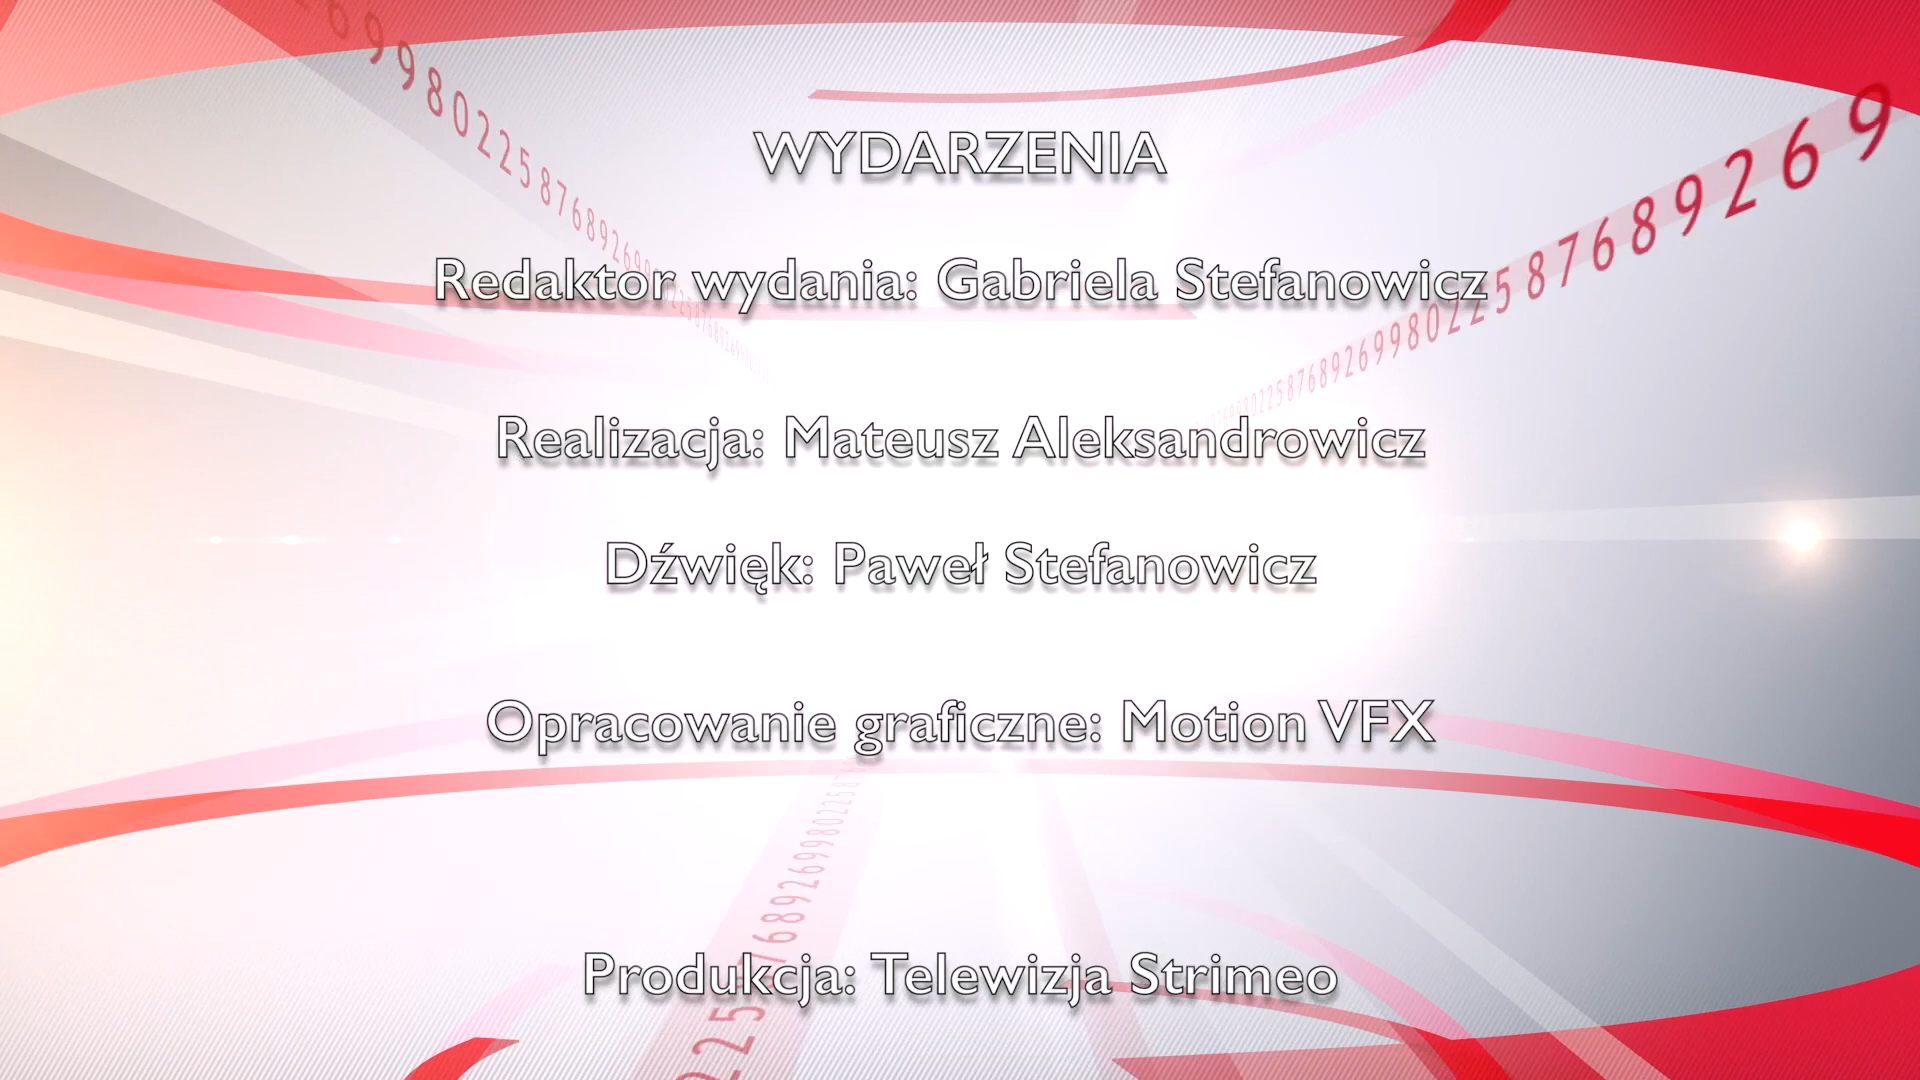 WYDARZENIA
Redaktor wydania: Gabriela Stefanowicz
Realizacja: Mateusz Aleksandrowicz
Dźwięk: Paweł Stefanowicz
Opracowanie graficzne: Motion VFX
Produkcja: Telewizja Strimeo